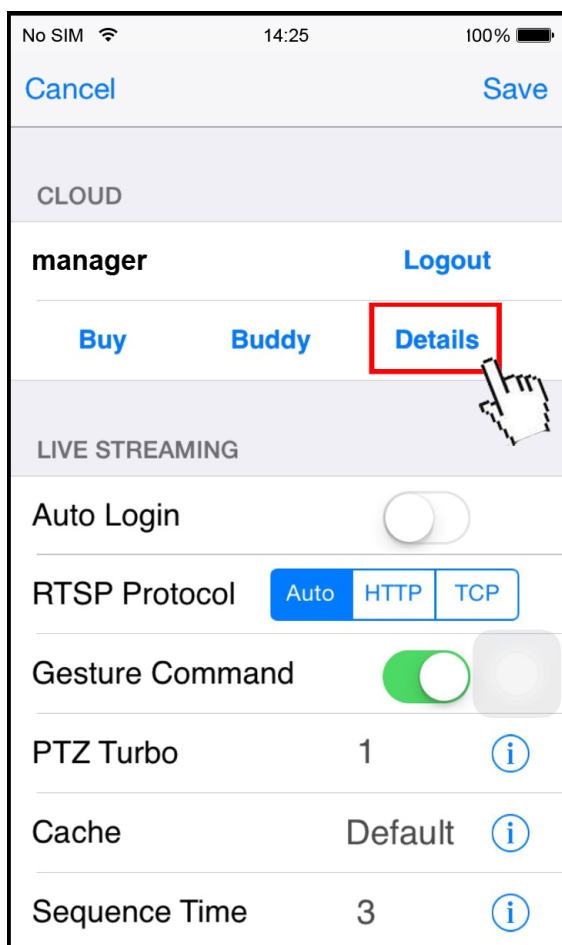 No SIM 14:25 100%
Cancel Save
CLOUD
manager Logout
Buy Buddy Details
LIVE STREAMING
Auto Login
RTSP Protocol Auto HTTP TCP
Gesture Command
PTZ Turbo 1 i
Cache Default i
Sequence Time 3 i